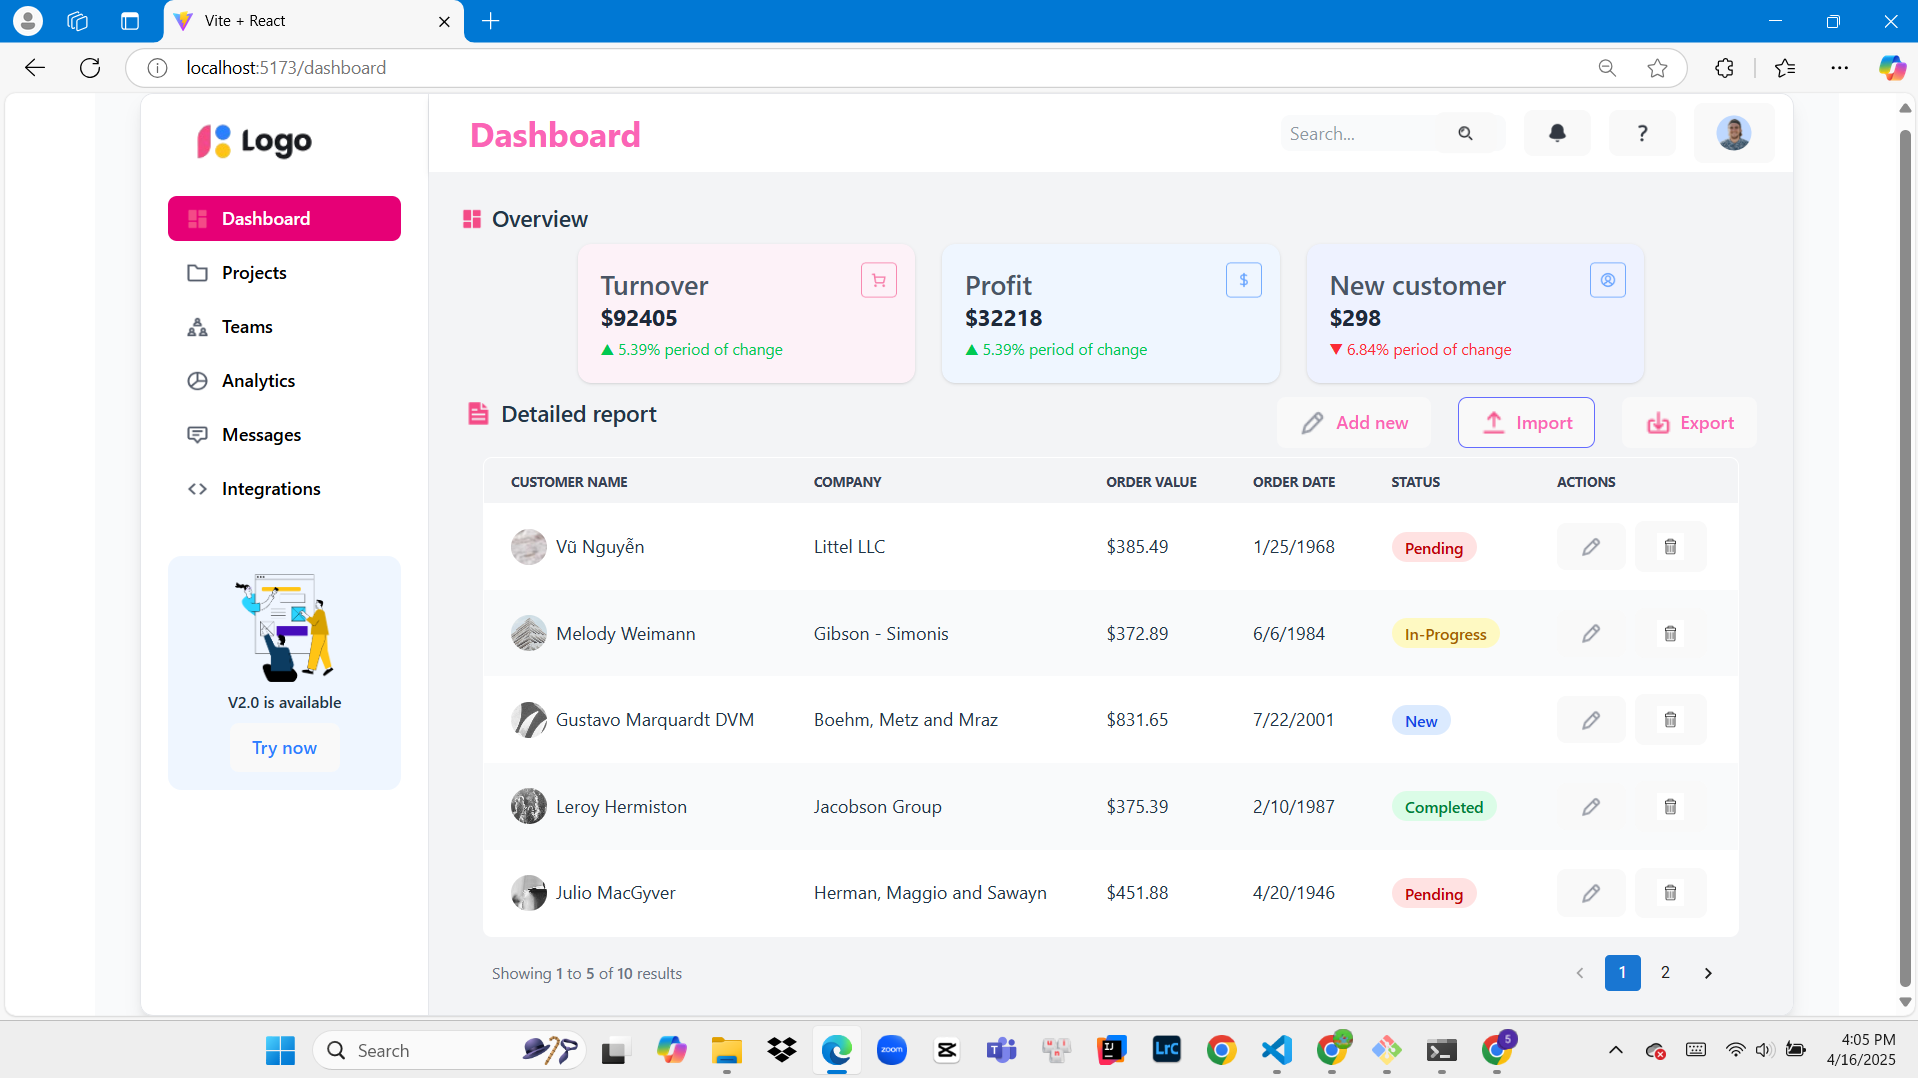 Vite + React
localhost:5173/dashboard
Logo
Dashboard
Projects
Teams
Analytics
Messages
Integrations
V2.0 is available
Try now
Dashboard
Search...
?
Overview
Turnover
$92405
▲ 5.39% period of change
Profit
$
$32218
▲ 5.39% period of change
New customer
$298
▼ 6.84% period of change
Detailed report
Add new
Import
Export
CUSTOMER NAME COMPANY ORDER VALUE ORDER DATE STATUS ACTIONS
Vũ Nguyễn Littel LLC $385.49 1/25/1968 Pending
Melody Weimann Gibson - Simonis $372.89 6/6/1984 In-Progress
Gustavo Marquardt DVM Boehm, Metz and Mraz $831.65 7/22/2001 New
Leroy Hermiston Jacobson Group $375.39 2/10/1987 Completed
Julio MacGyver Herman, Maggio and Sawayn $451.88 4/20/1946 Pending
Showing 1 to 5 of 10 results
‹ 1 2 ›
Search
zoom
LrC
5
4:05 PM
4/16/2025